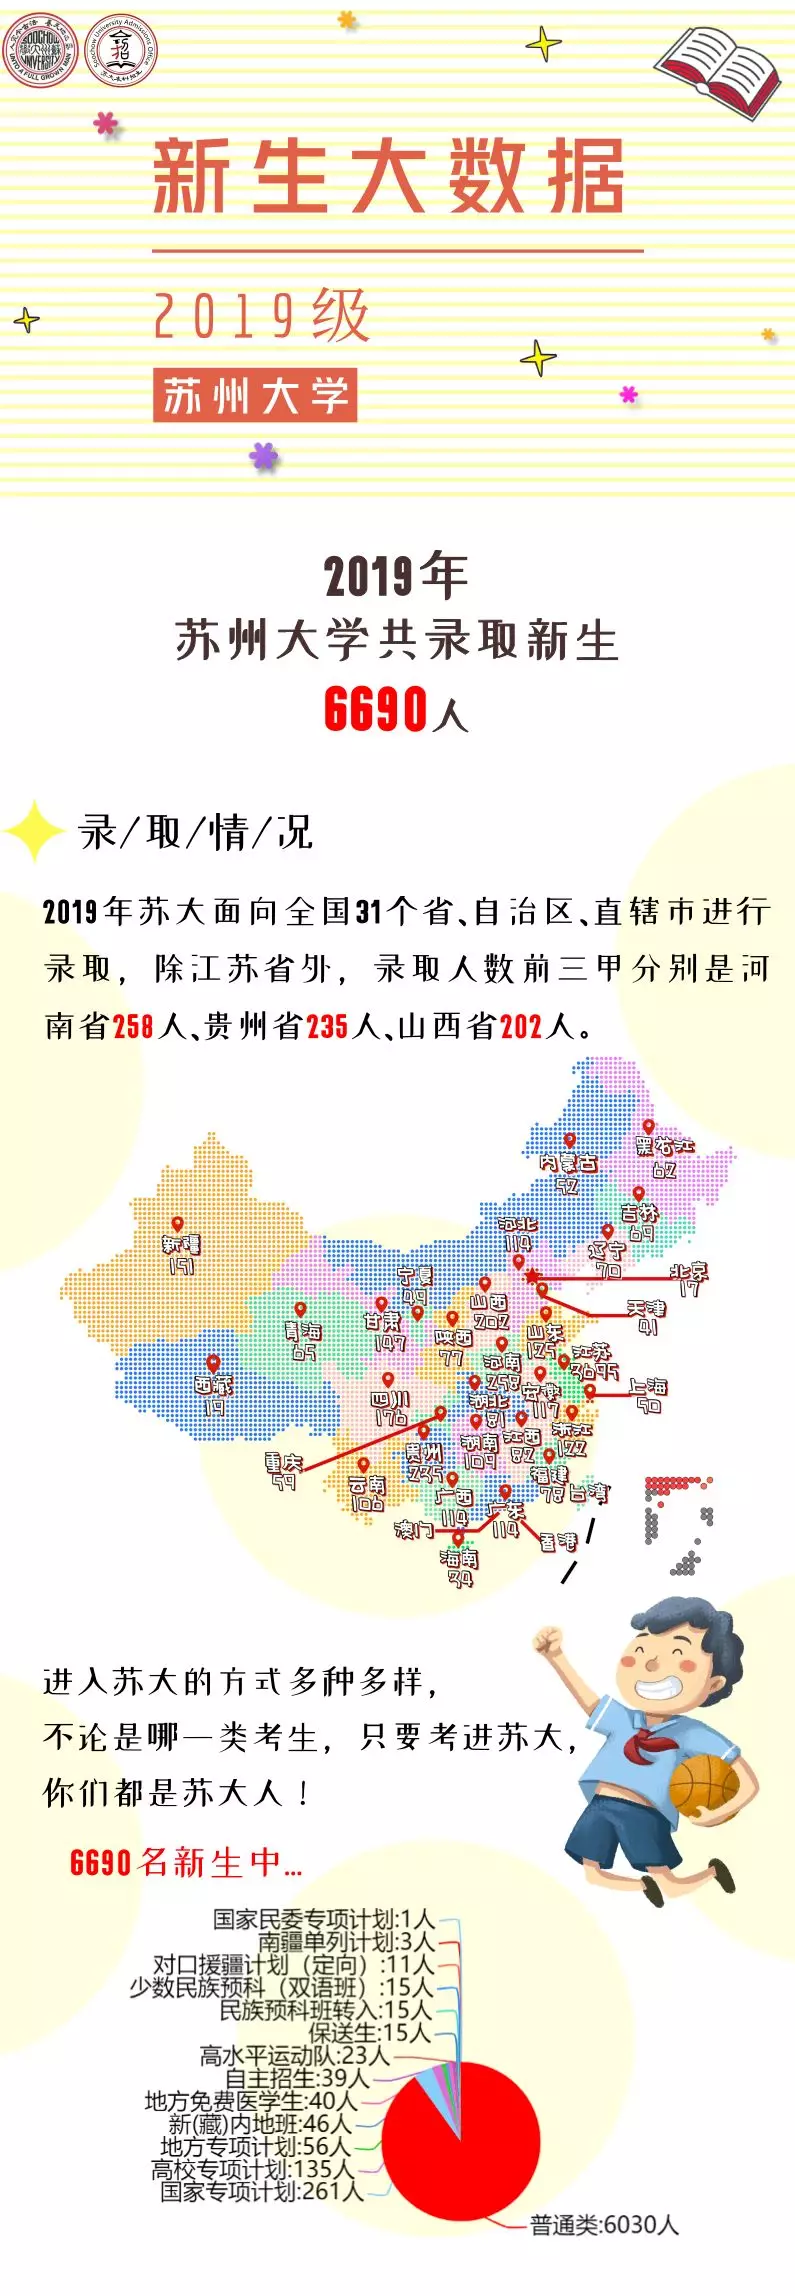 SOOCHOW
UNIVERSITY
UNTO A FULL GROWN MAN
Soochow University Admissions Office
招
新生大数据
2019级
苏州大学
2019年
苏州大学共录取新生
6690人
录/取/情/况
2019年苏大面向全国31个省、自治区、直辖市进行
录取，除江苏省外，录取人数前三甲分别是河
南省258人、贵州省235人、山西省202人。
黑龙江
62
内蒙古
52
吉林
69
新疆
151
河北
114
辽宁
70
北京
17
宁夏
49
山西
202
天津
41
青海
65
甘肃
147
陕西
77
山东
125
河南
258
江苏
3695
西藏
19
四川
176
湖北
81
安徽
117
上海
50
重庆
59
贵州
235
湖南
109
江西
82
浙江
122
云南
106
广西
114
福建
78
台湾
广东
114
澳门
香港
海南
34
进入苏大的方式多种多样，
不论是哪一类考生，只要考进苏大，
你们都是苏大人！
6690名新生中...
国家民委专项计划:1人
南疆单列计划:3人
对口援疆计划（定向）:11人
少数民族预科（双语班）:15人
民族预科班转入:15人
保送生:15人
高水平运动队:23人
自主招生:39人
地方免费医学生:40人
新(藏)内地班:46人
地方专项计划:56人
高校专项计划:135人
国家专项计划:261人
普通类:6030人